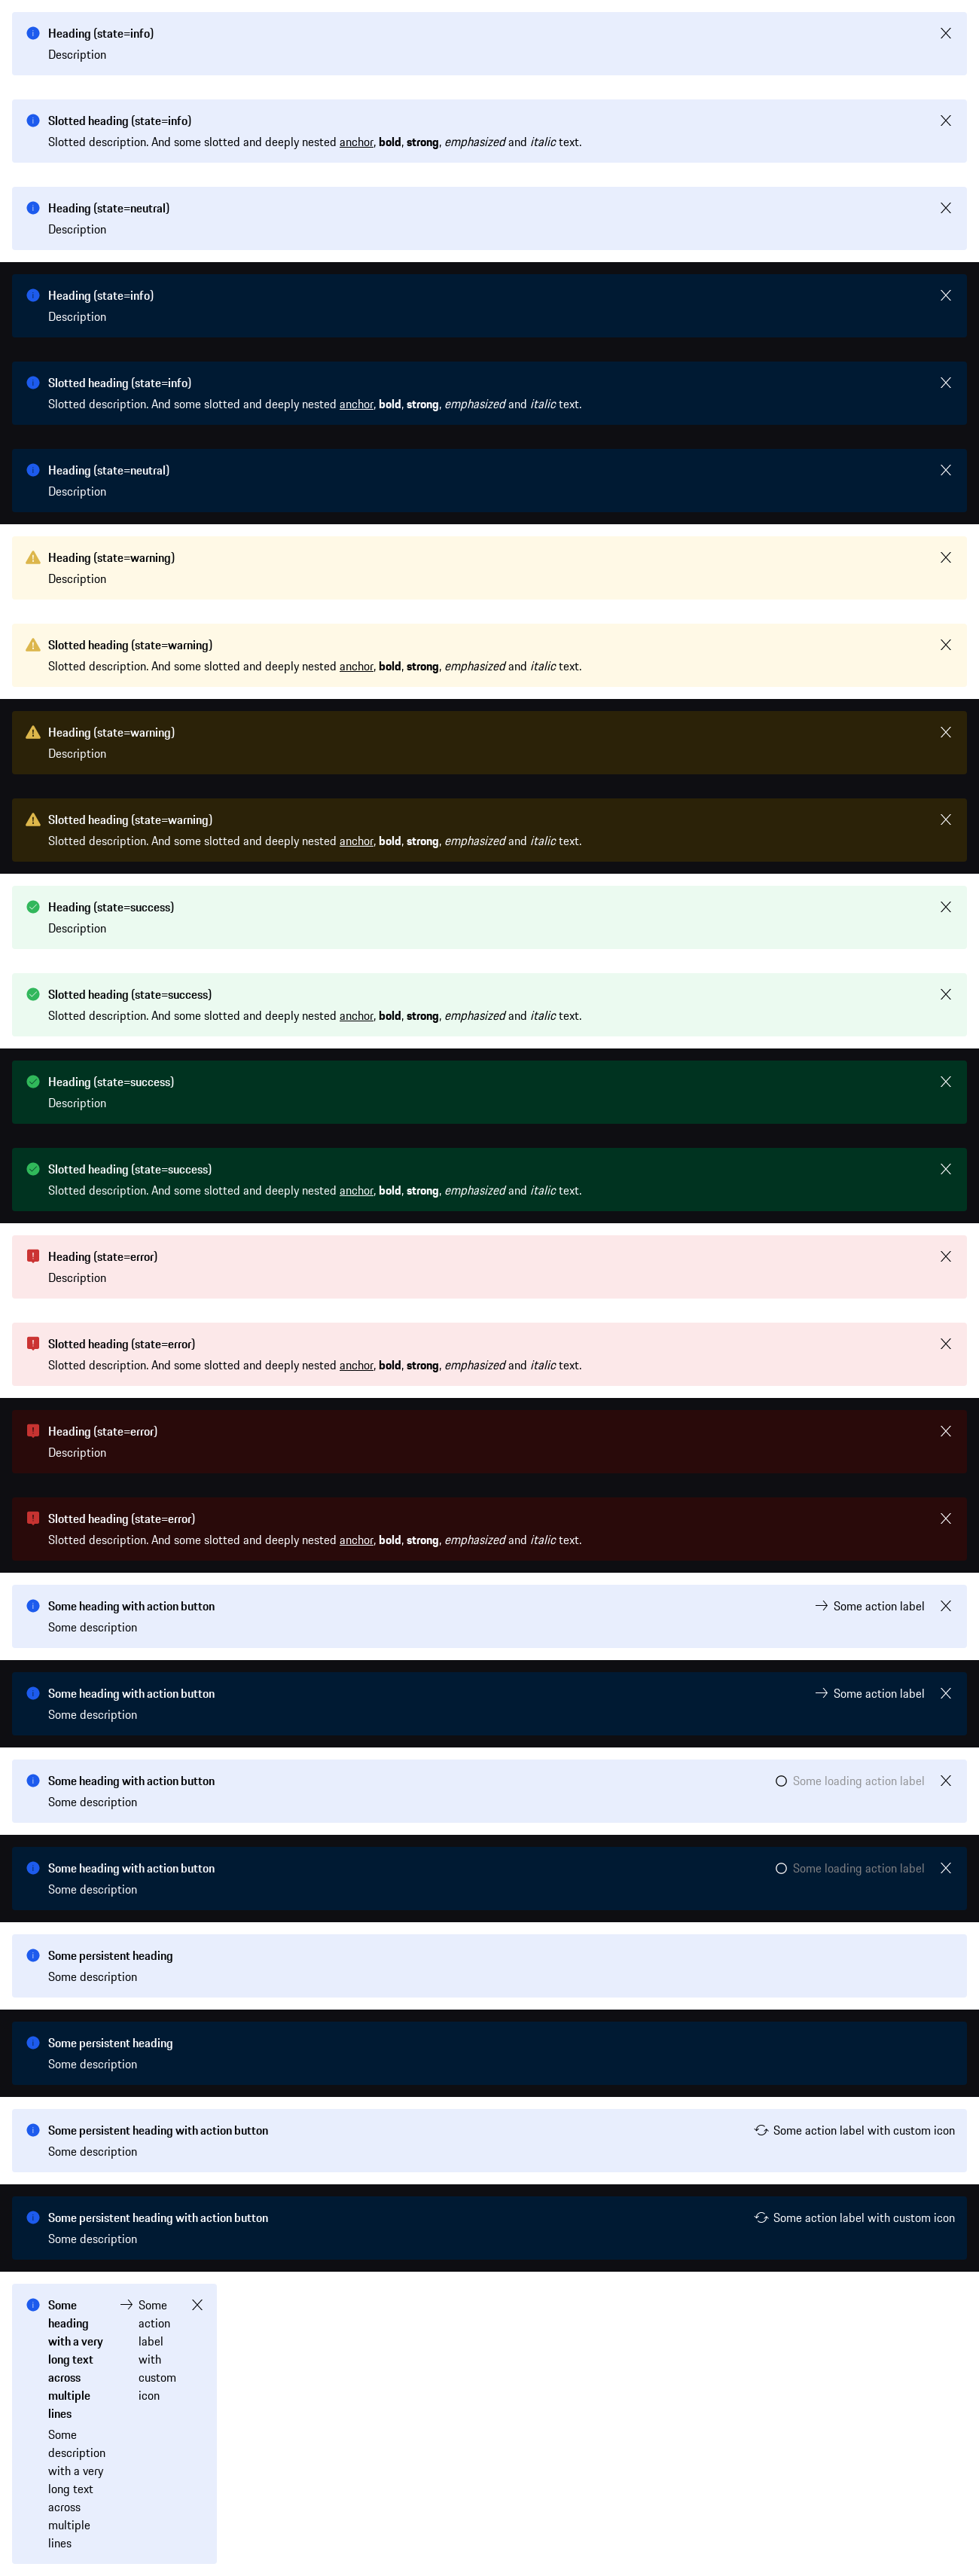 Heading (state=info)
Description
Slotted heading (state=info)
Slotted description. And some slotted and deeply nested anchor, bold, strong, emphasized and italic text.
Heading (state=neutral)
Description
Heading (state=info)
Description
Slotted heading (state=info)
Slotted description. And some slotted and deeply nested anchor, bold, strong, emphasized and italic text.
Heading (state=neutral)
Description
Heading (state=warning)
Description
Slotted heading (state=warning)
Slotted description. And some slotted and deeply nested anchor, bold, strong, emphasized and italic text.
Heading (state=warning)
Description
Slotted heading (state=warning)
Slotted description. And some slotted and deeply nested anchor, bold, strong, emphasized and italic text.
Heading (state=success)
Description
Slotted heading (state=success)
Slotted description. And some slotted and deeply nested anchor, bold, strong, emphasized and italic text.
Heading (state=success)
Description
Slotted heading (state=success)
Slotted description. And some slotted and deeply nested anchor, bold, strong, emphasized and italic text.
Heading (state=error)
Description
Slotted heading (state=error)
Slotted description. And some slotted and deeply nested anchor, bold, strong, emphasized and italic text.
Heading (state=error)
Description
Slotted heading (state=error)
Slotted description. And some slotted and deeply nested anchor, bold, strong, emphasized and italic text.
Some heading with action button
Some action label
Some description
Some heading with action button
Some action label
Some description
Some heading with action button
Some loading action label
Some description
Some heading with action button
Some loading action label
Some description
Some persistent heading
Some description
Some persistent heading
Some description
Some persistent heading with action button
Some action label with custom icon
Some description
Some persistent heading with action button
Some action label with custom icon
Some description
Some
heading
with a very
long text
across
multiple
lines
Some
description
with a very
long text
across
multiple
lines
Some
action
label
with
custom
icon